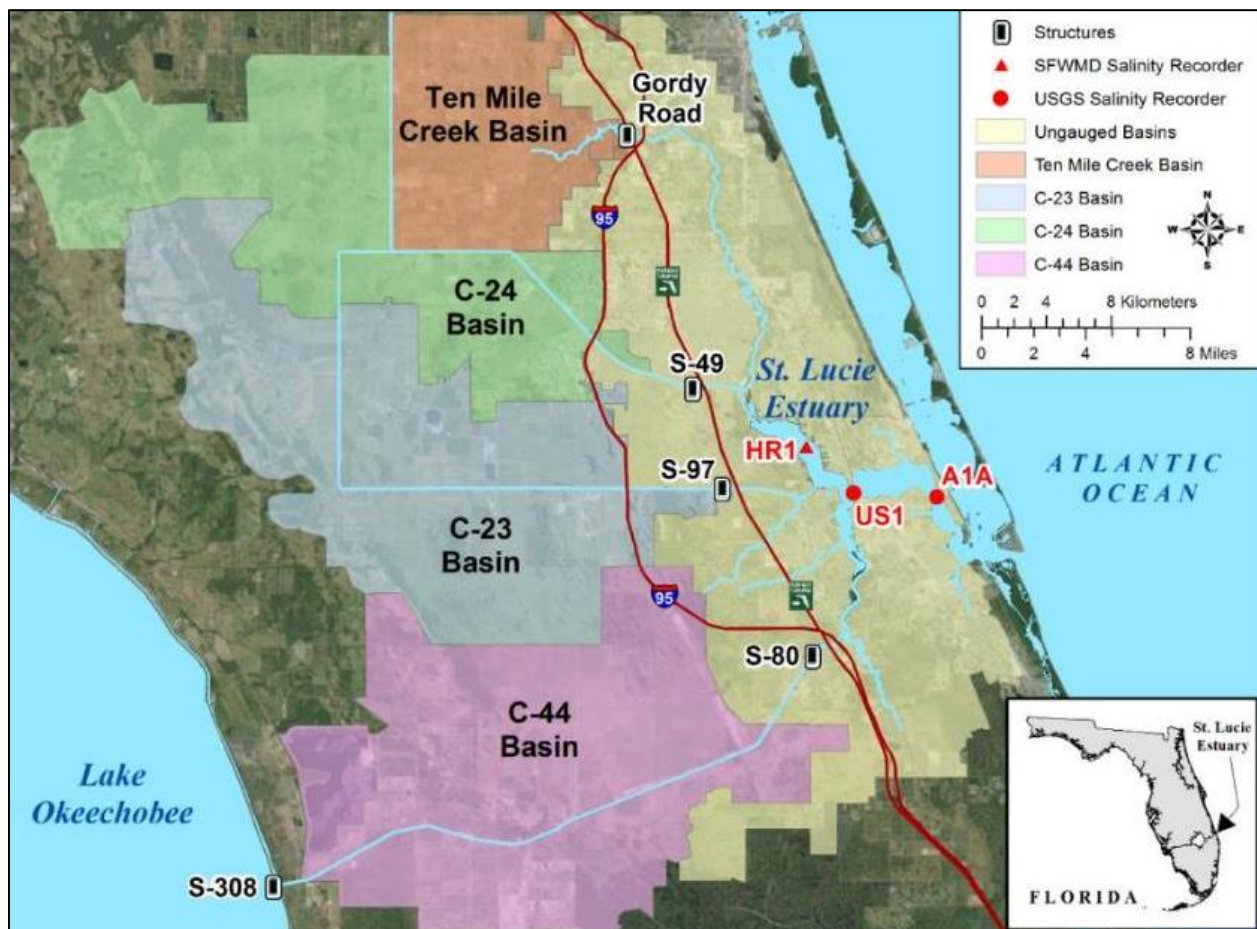 Structures
SFWMD Salinity Recorder
USGS Salinity Recorder
Ungauged Basins
Ten Mile Creek Basin
C-23 Basin
C-24 Basin
C-44 Basin
N
W
E
S
0 2 4 8 Kilometers
0 2 4 8 Miles
Ten Mile
Creek Basin
Gordy
Road
95
C-24
Basin
S-49
St. Lucie
Estuary
HR1
S-97
US1
A1A
ATLANTIC
OCEAN
C-23
Basin
95
S-80
C-44
Basin
Lake
Okeechobee
S-308
St. Lucie
Estuary
FLORIDA